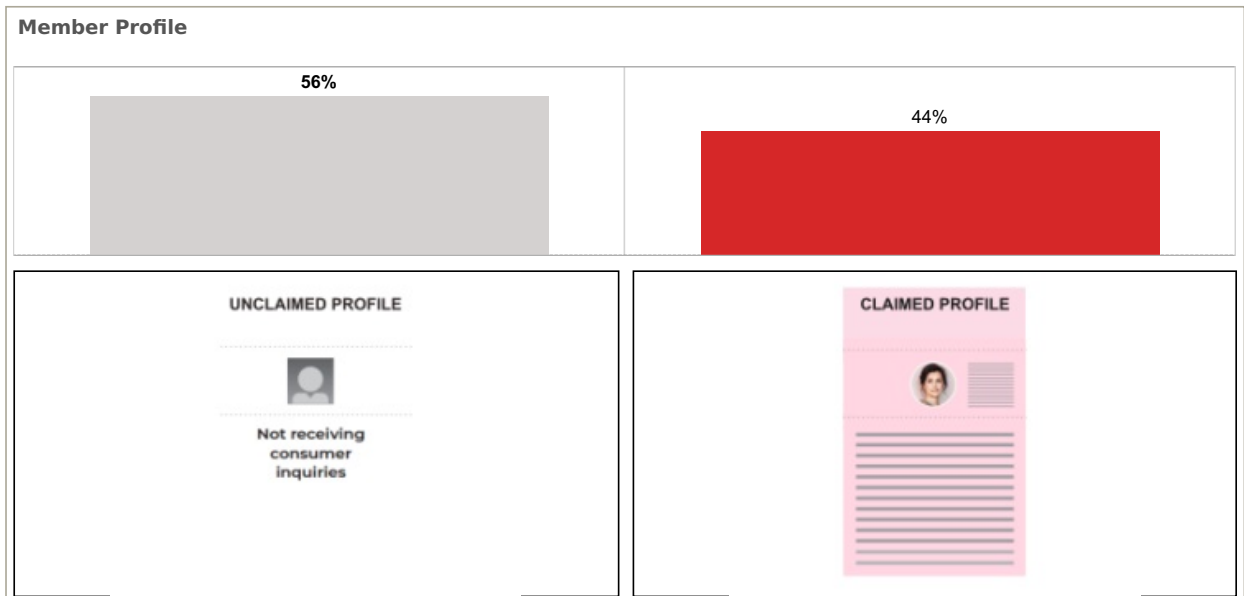 Member Profile
56%
44%
UNCLAIMED PROFILE
Not receiving
consumer
inquiries
CLAIMED PROFILE